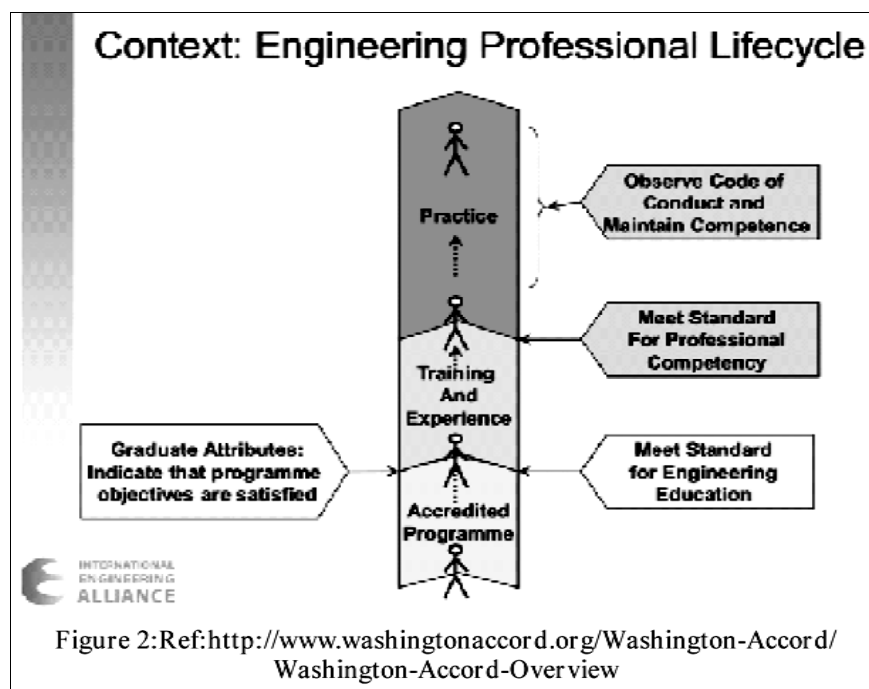 Context: Engineering Professional Lifecycle
Practice
Observe Code of
Conduct and
Maintain Competence
Meet Standard
For Professional
Competency
Training
And
Experience
Graduate Attributes:
Indicate that programme
objectives are satisfied
Meet Standard
for Engineering
Education
Accredited
Programme
INTERNATIONAL
ENGINEERING
ALLIANCE
Figure 2:Ref:http://www.washingtonaccord.org/Washington-Accord/
Washington-Accord-Overview